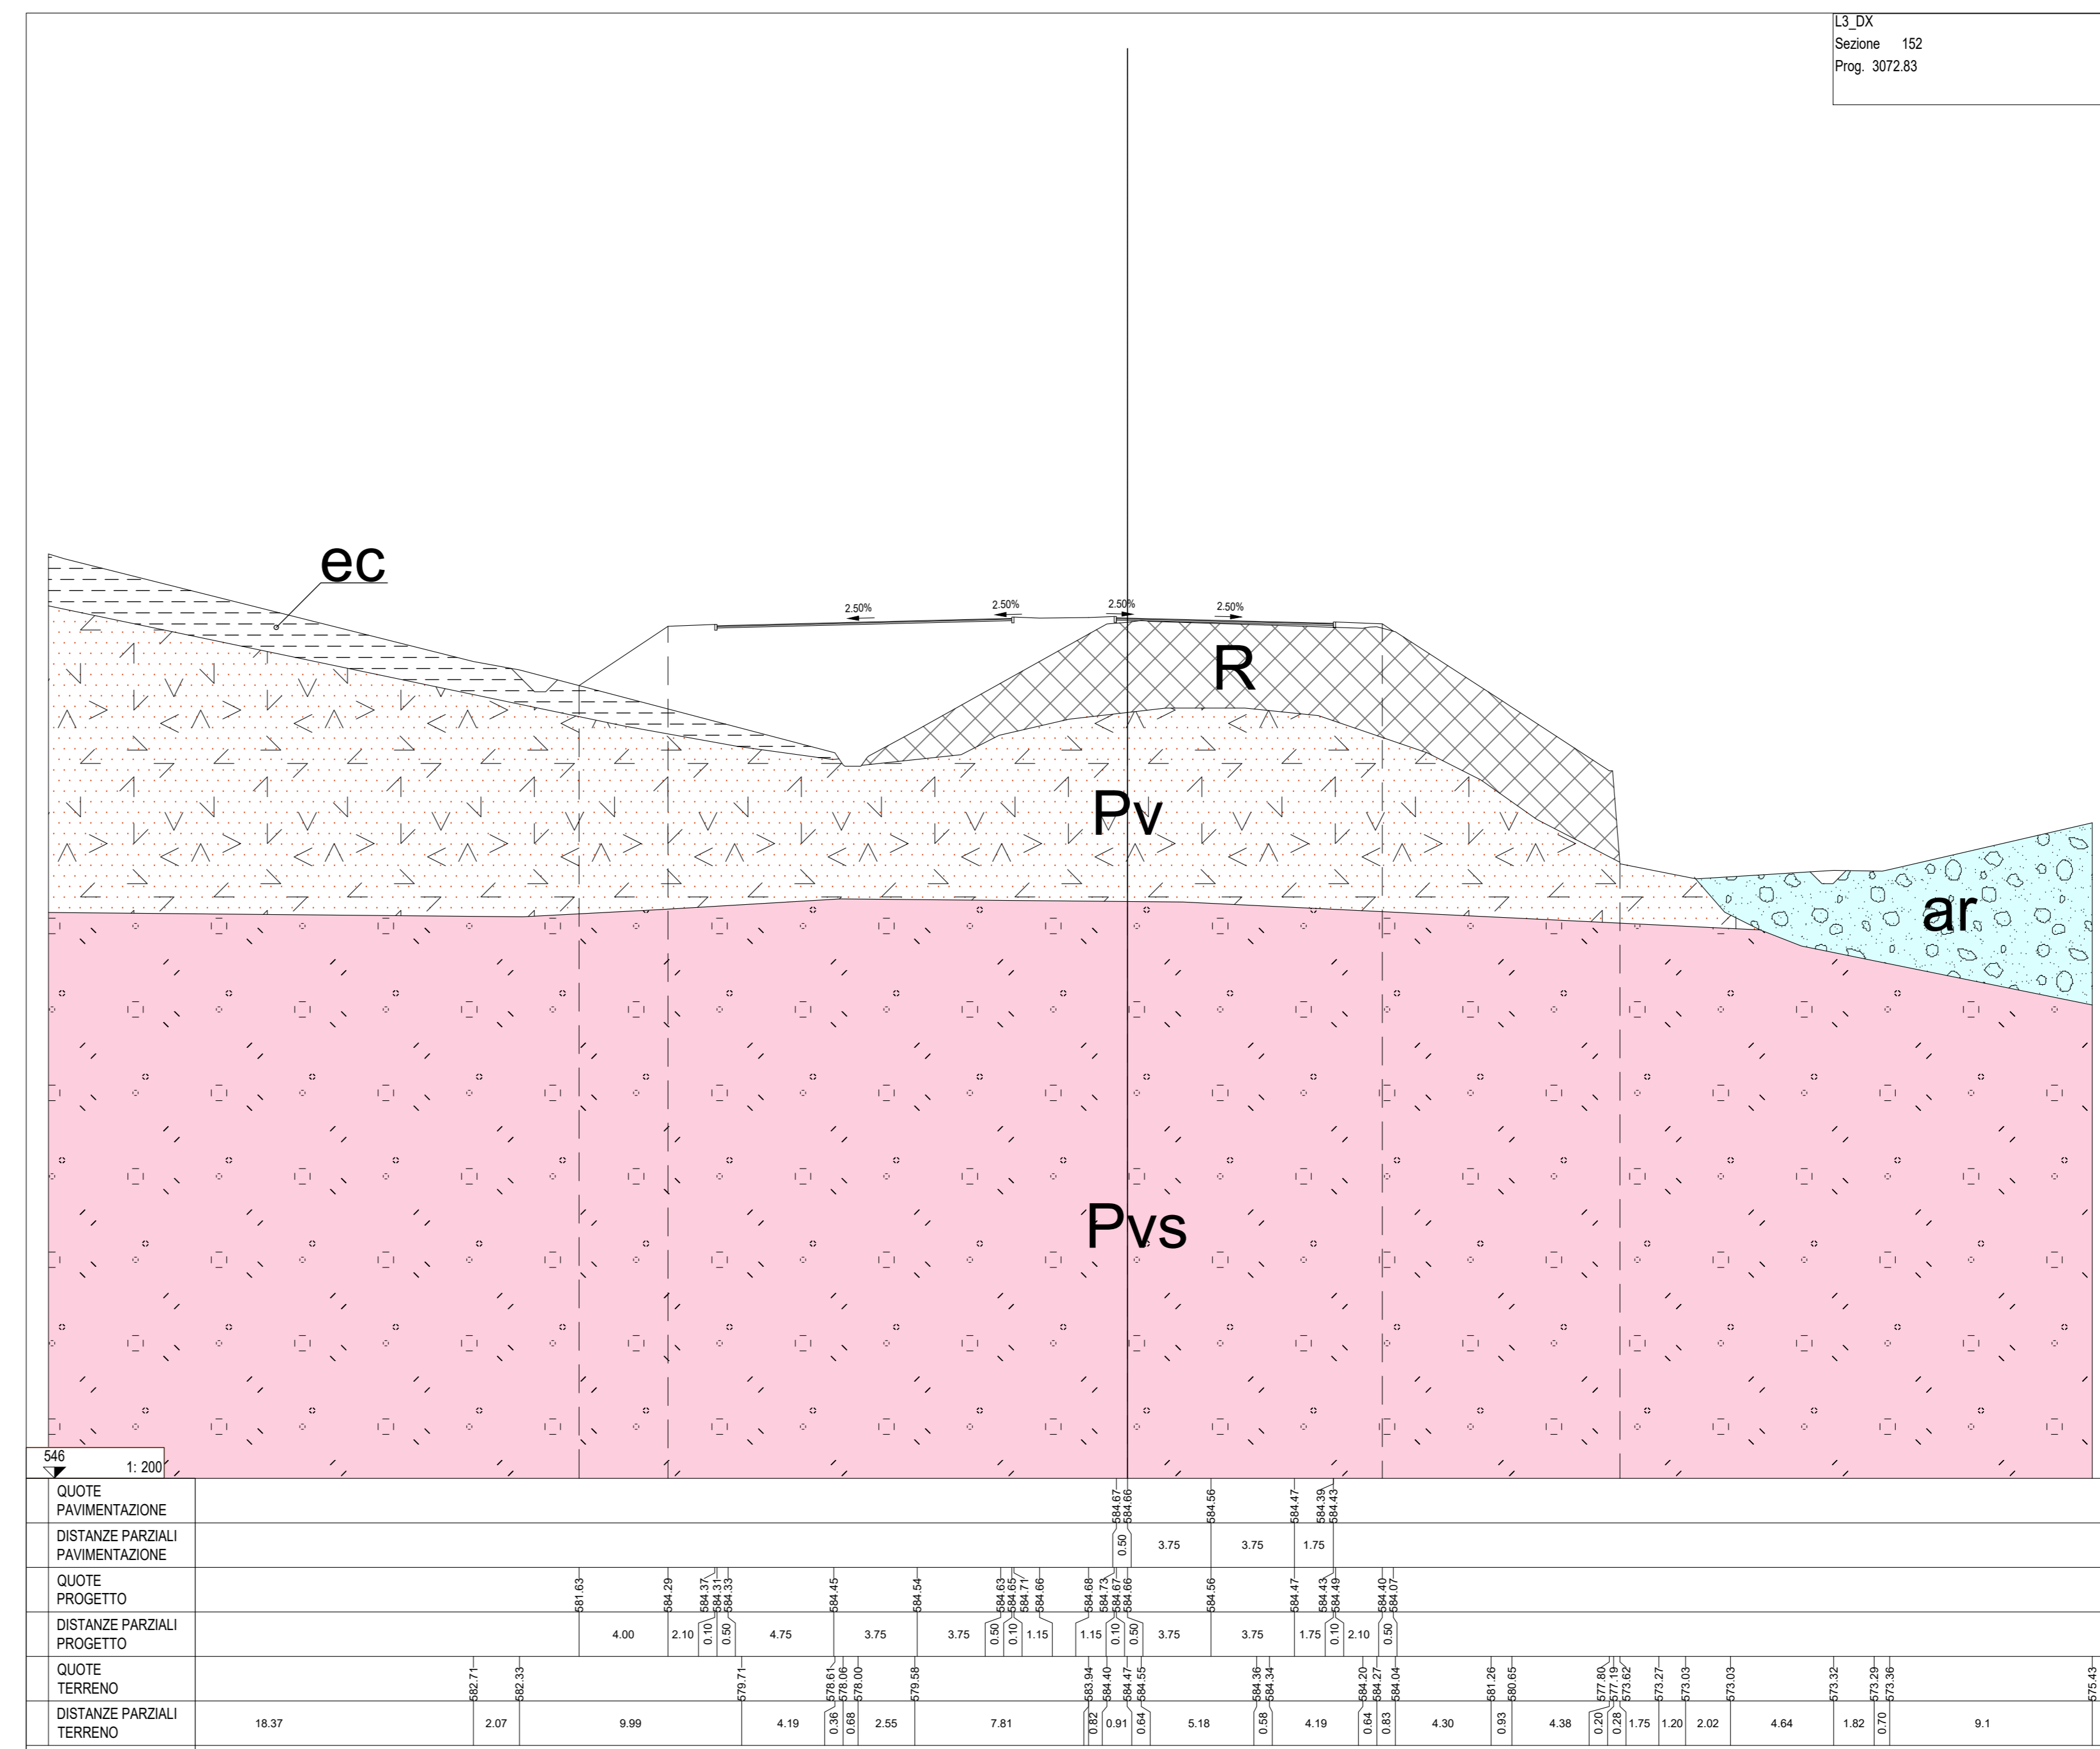 L3_DX
Sezione 152
Prog. 3072.83
ec
2.50% 2.50% 2.50% 2.50%
R
Pv
ar
Pvs
546
1: 200
QUOTE
PAVIMENTAZIONE
584.67 584.66 584.56 584.47 584.39 584.43
DISTANZE PARZIALI
PAVIMENTAZIONE
0.50 3.75 3.75 1.75
QUOTE
PROGETTO
581.63 584.29 584.37 584.31 584.33 584.45 584.54 584.63 584.65 584.71 584.66 584.68 584.73 584.67 584.66 584.56 584.47 584.43 584.49 584.40 584.07
DISTANZE PARZIALI
PROGETTO
4.00 2.10 0.10 0.50 4.75 3.75 3.75 0.50 0.10 1.15 1.15 0.10 0.50 3.75 3.75 1.75 0.10 2.10 0.50
QUOTE
TERRENO
582.71 582.33 579.71 578.61 578.06 578.00 579.58 583.94 584.40 584.47 584.55 584.36 584.34 584.20 584.27 584.04 581.26 580.65 577.80 577.19 573.62 573.27 573.03 573.03 573.32 573.29 573.36 575.43
DISTANZE PARZIALI
TERRENO
18.37 2.07 9.99 4.19 0.36 0.68 2.55 7.81 0.82 0.91 0.64 5.18 0.58 4.19 0.64 0.83 4.30 0.93 4.38 0.20 0.28 1.75 1.20 2.02 4.64 1.82 0.70 9.1